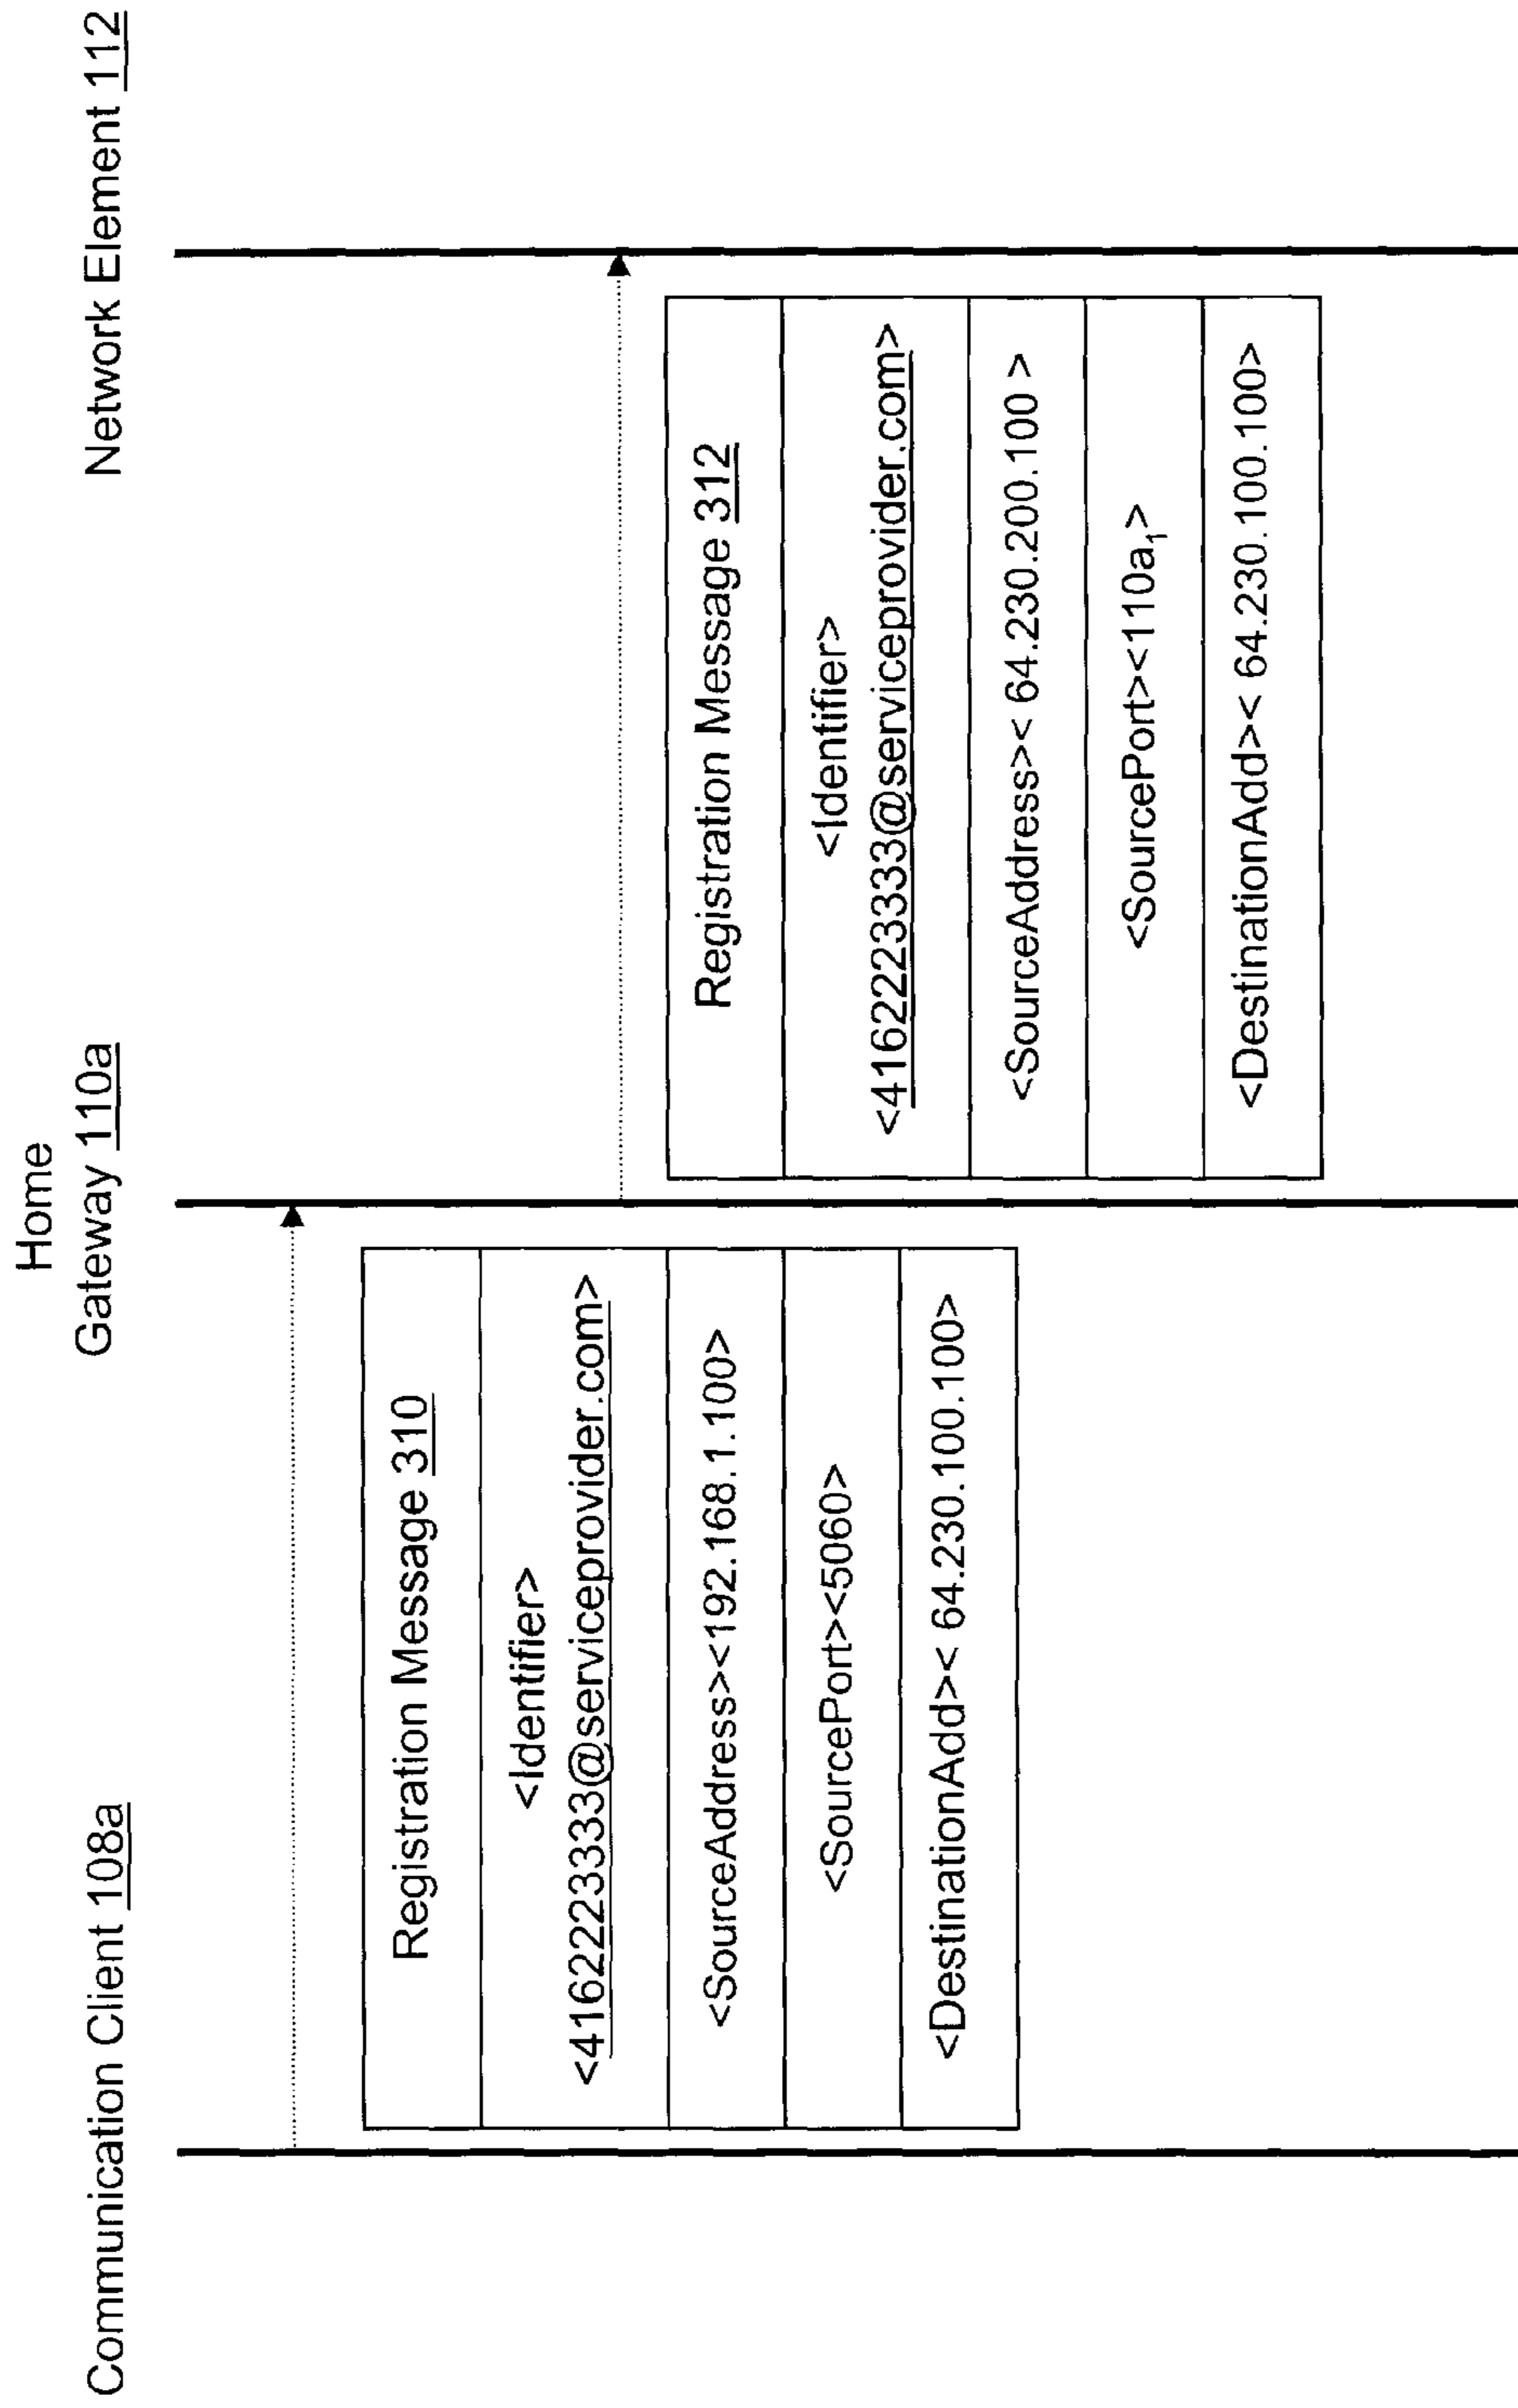 Communication Client 108a
Home
Gateway 110a
Network Element 112
Registration Message 310
<Identifier>
<4162223333@serviceprovider.com>
<SourceAddress><192.168.1.100>
<SourcePort><5060>
<DestinationAdd>< 64.230.100.100>
Registration Message 312
<Identifier>
<4162223333@serviceprovider.com>
<SourceAddress>< 64.230.200.100 >
<SourcePort><110a₁>
<DestinationAdd>< 64.230.100.100>